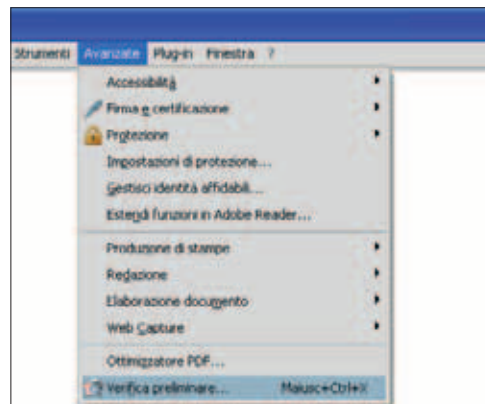 Strumenti Avanzate Plug-in Finestra ?
Accessibilità
Firma e certificazione
Protezione
Impostazioni di protezione...
Gestisci identità affidabili...
Estendi funzioni in Adobe Reader...
Produzione di stampe
Redazione
Elaborazione documento
Web Capture
Ottimizzatore PDF...
Verifica preliminare... Maiusc+Ctrl+X